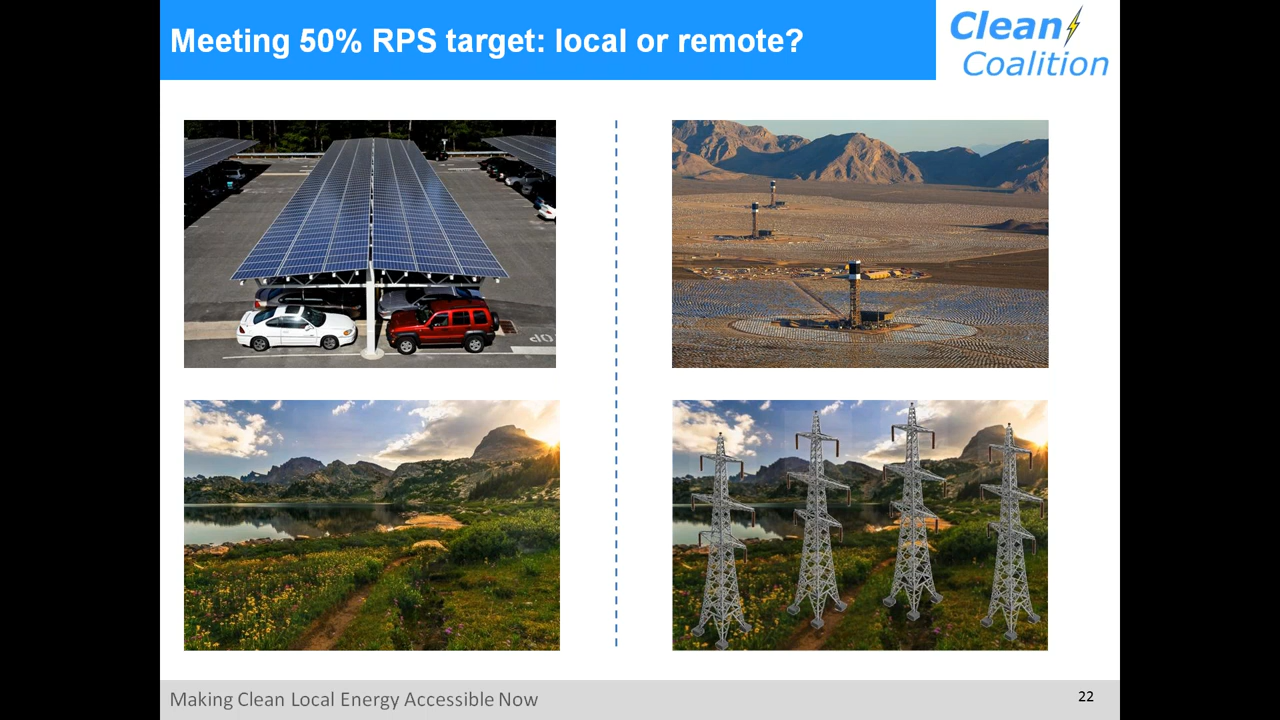 Meeting 50% RPS target: local or remote?
Clean
Coalition
Making Clean Local Energy Accessible Now
22